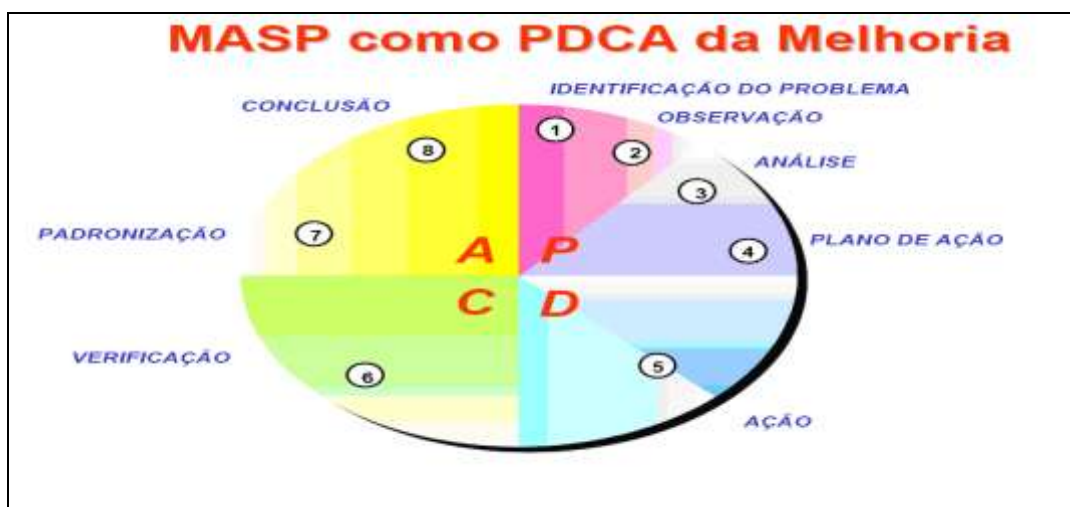 MASP como PDCA da Melhoria
IDENTIFICAÇÃO DO PROBLEMA
CONCLUSÃO
OBSERVAÇÃO
1
8
2
ANÁLISE
3
PADRONIZAÇÃO
7
A P
4
PLANO DE AÇÃO
C D
VERIFICAÇÃO
6
5
AÇÃO